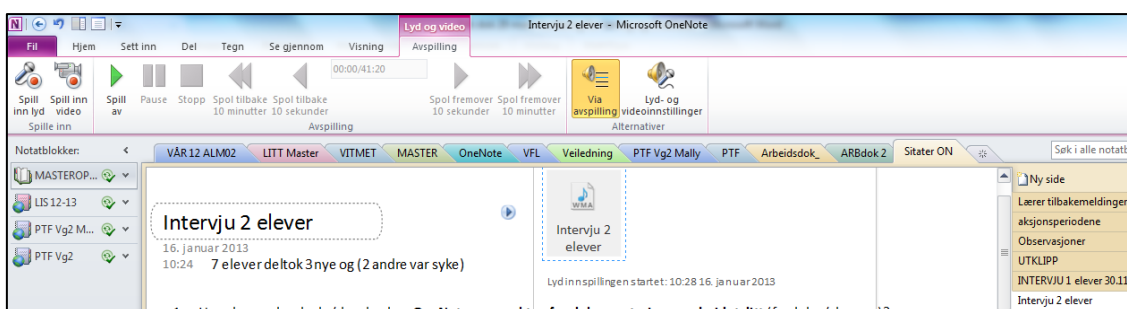 Lyd og video Intervju 2 elever - Microsoft OneNote
Fil Hjem Sett inn Del Tegn Se gjennom Visning Avspilling
00:00/41:20
Spill inn lyd Spill inn video Spill av Pause Stopp Spol tilbake 10 minutter Spol tilbake 10 sekunder Spol fremover 10 sekunder Spol fremover 10 minutter Via avspilling Lyd- og videoinnstillinger
Spille inn Avspilling Alternativer
Notatblokker: VÅR 12 ALM02 LITT Master VITMET MASTER OneNote VFL Veiledning PTF Vg2 Mally PTF Arbeidsdok_ ARBdok 2 Sitater ON Søk i alle notatb
MASTEROP...
LIS 12-13
PTF Vg2 M...
PTF Vg2
Intervju 2 elever
16. januar 2013
10:24 7 elever deltok 3 nye og (2 andre var syke)
WMA
Intervju 2
elever
Lydinnspillingen startet: 10:28 16. januar 2013
Ny side
Lærer tilbakemeldinger
aksjonsperiodene
Observasjoner
UTKLIPP
INTERVJU 1 elever 30.11
Intervju 2 elever